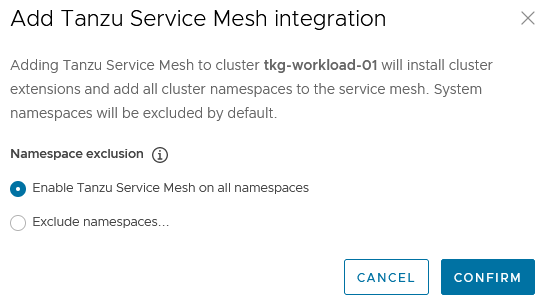 Add Tanzu Service Mesh integration
Adding Tanzu Service Mesh to cluster tkg-workload-01 will install cluster
extensions and add all cluster namespaces to the service mesh. System
namespaces will be excluded by default.
Namespace exclusion
Enable Tanzu Service Mesh on all namespaces
Exclude namespaces...
CANCEL
CONFIRM